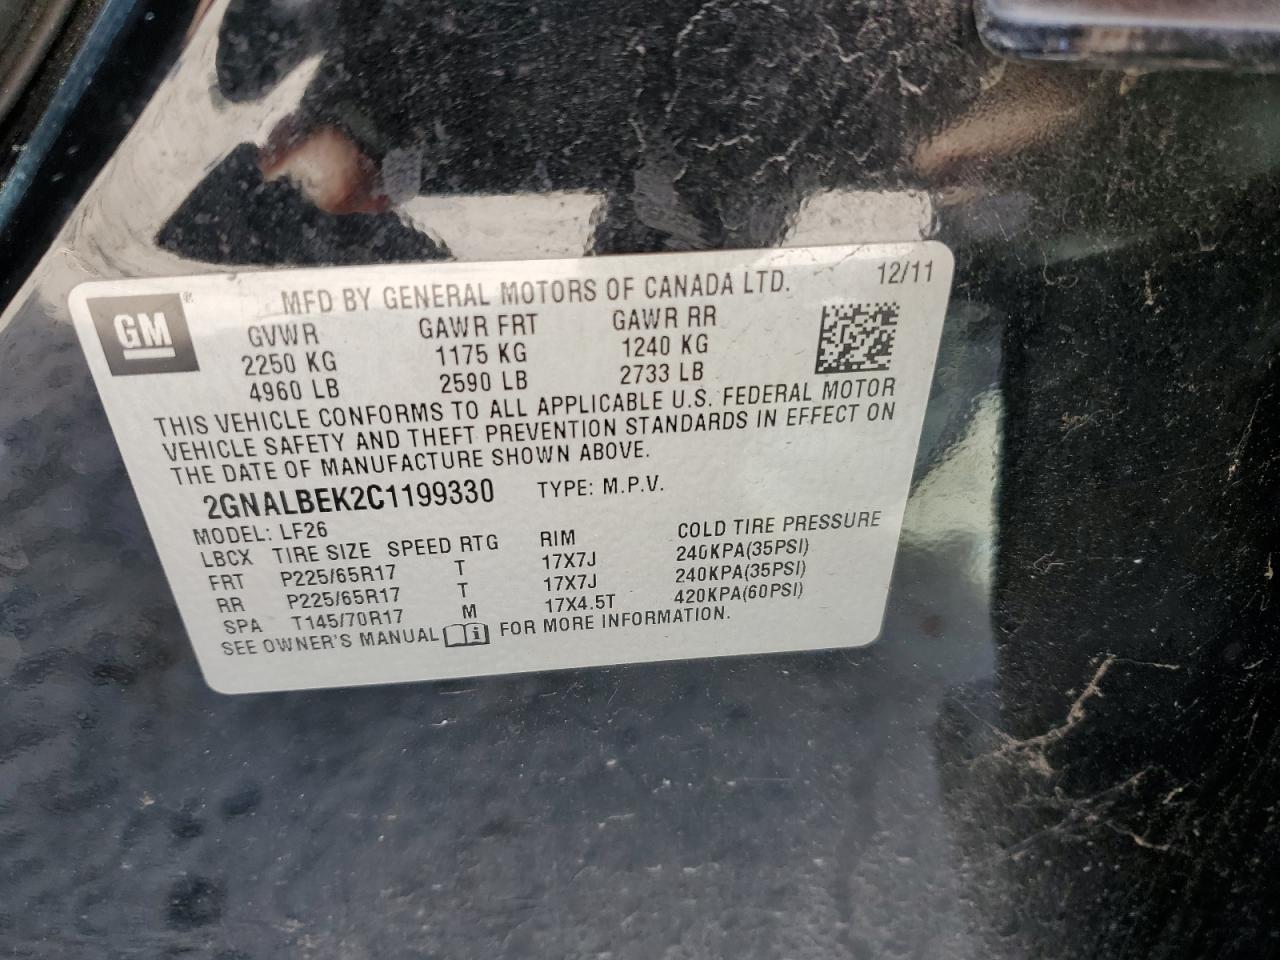 GM ® MFD BY GENERAL MOTORS OF CANADA LTD. 12/11
GVWR GAWR FRT GAWR RR
2250 KG 1175 KG 1240 KG
4960 LB 2590 LB 2733 LB
THIS VEHICLE CONFORMS TO ALL APPLICABLE U.S. FEDERAL MOTOR
VEHICLE SAFETY AND THEFT PREVENTION STANDARDS IN EFFECT ON
THE DATE OF MANUFACTURE SHOWN ABOVE.
2GNALBEK2C1199330 TYPE: M.P.V.
MODEL: LF26
LBCX TIRE SIZE SPEED RTG RIM COLD TIRE PRESSURE
FRT P225/65R17 T 17X7J 240KPA(35PSI)
RR P225/65R17 T 17X7J 240KPA(35PSI)
SPA T145/70R17 M 17X4.5T 420KPA(60PSI)
SEE OWNER'S MANUAL i FOR MORE INFORMATION.